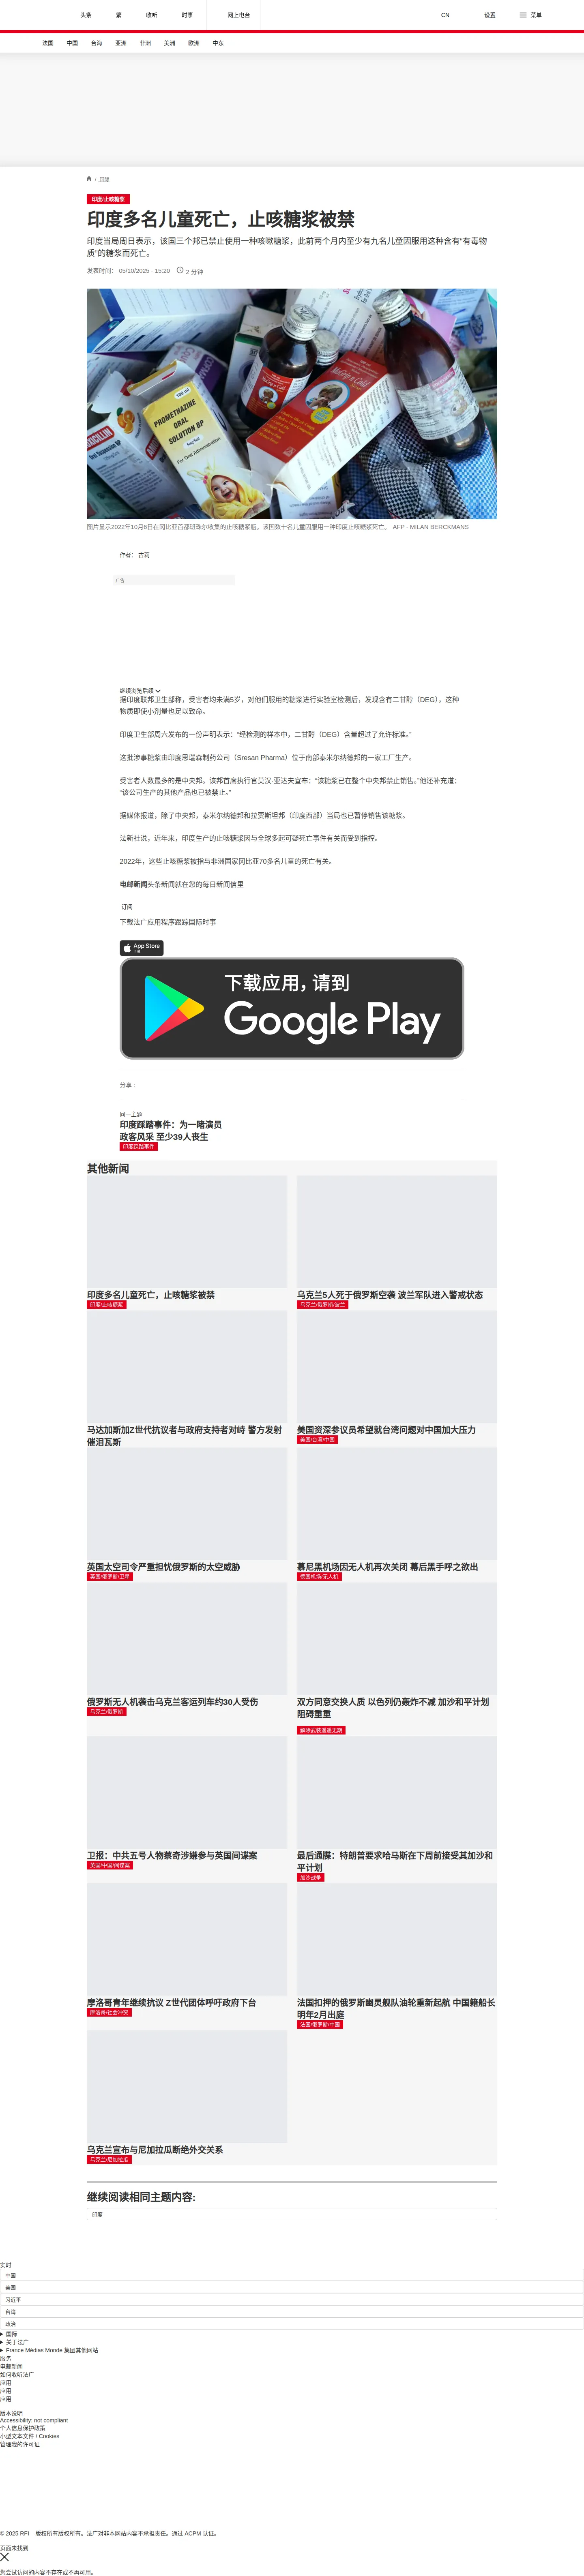 头条
繁
收听
时事
网上电台
CN
设置
菜单
法国
中国
台海
亚洲
非洲
美洲
欧洲
中东
/ 国际
印度/止咳糖浆
印度多名儿童死亡，止咳糖浆被禁
印度当局周日表示，该国三个邦已禁止使用一种咳嗽糖浆，此前两个月内至少有九名儿童因服用这种含有“有毒物
质”的糖浆而死亡。
发表时间： 05/10/2025 - 15:20
2 分钟
100 ml
PROMETHAZINE
ORAL
SOLUTION BP
For Oral Administration
图片显示2022年10月6日在冈比亚首都班珠尔收集的止咳糖浆瓶。该国数十名儿童因服用一种印度止咳糖浆死亡。 AFP - MILAN BERCKMANS
作者： 古莉
广告
继续浏览后续
据印度联邦卫生部称，受害者均未满5岁，对他们服用的糖浆进行实验室检测后，发现含有二甘醇（DEG），这种
物质即使小剂量也足以致命。
印度卫生部周六发布的一份声明表示：“经检测的样本中，二甘醇（DEG）含量超过了允许标准。”
这批涉事糖浆由印度思瑞森制药公司（Sresan Pharma）位于南部泰米尔纳德邦的一家工厂生产。
受害者人数最多的是中央邦。该邦首席执行官莫汉·亚达夫宣布：“该糖浆已在整个中央邦禁止销售。”他还补充道：
“该公司生产的其他产品也已被禁止。”
据媒体报道，除了中央邦，泰米尔纳德邦和拉贾斯坦邦（印度西部）当局也已暂停销售该糖浆。
法新社说，近年来，印度生产的止咳糖浆因与全球多起可疑死亡事件有关而受到指控。
2022年，这些止咳糖浆被指与非洲国家冈比亚70多名儿童的死亡有关。
电邮新闻头条新闻就在您的每日新闻信里
订阅
下载法广应用程序跟踪国际时事
App Store
下载
下载应用，请到
Google Play
分享 :
同一主题
印度踩踏事件：为一睹演员
政客风采 至少39人丧生
印度踩踏事件
其他新闻
印度多名儿童死亡，止咳糖浆被禁
印度/止咳糖浆
乌克兰5人死于俄罗斯空袭 波兰军队进入警戒状态
乌克兰/俄罗斯/波兰
马达加斯加Z世代抗议者与政府支持者对峙 警方发射
催泪瓦斯
美国资深参议员希望就台湾问题对中国加大压力
美国/台湾/中国
英国太空司令严重担忧俄罗斯的太空威胁
英国/俄罗斯/卫星
慕尼黑机场因无人机再次关闭 幕后黑手呼之欲出
德国机场/无人机
俄罗斯无人机袭击乌克兰客运列车约30人受伤
乌克兰/俄罗斯
双方同意交换人质 以色列仍轰炸不减 加沙和平计划
阻碍重重
解除武装遥遥无期
卫报：中共五号人物蔡奇涉嫌参与英国间谍案
英国/中国/间谍案
最后通牒：特朗普要求哈马斯在下周前接受其加沙和
平计划
加沙战争
摩洛哥青年继续抗议 Z世代团体呼吁政府下台
摩洛哥/社会冲突
法国扣押的俄罗斯幽灵舰队油轮重新起航 中国籍船长
明年2月出庭
法国/俄罗斯/中国
乌克兰宣布与尼加拉瓜断绝外交关系
乌克兰/尼加拉瓜
继续阅读相同主题内容:
印度
实时
中国
美国
习近平
台湾
政治
国际
关于法广
France Médias Monde 集团其他网站
服务
电邮新闻
如何收听法广
应用
应用
应用
版本说明
Accessibility: not compliant
个人信息保护政策
小型文本文件 / Cookies
管理我的许可证
© 2025 RFI – 版权所有版权所有。法广对非本网站内容不承担责任。通过 ACPM 认证。
页面未找到
您尝试访问的内容不存在或不再可用。